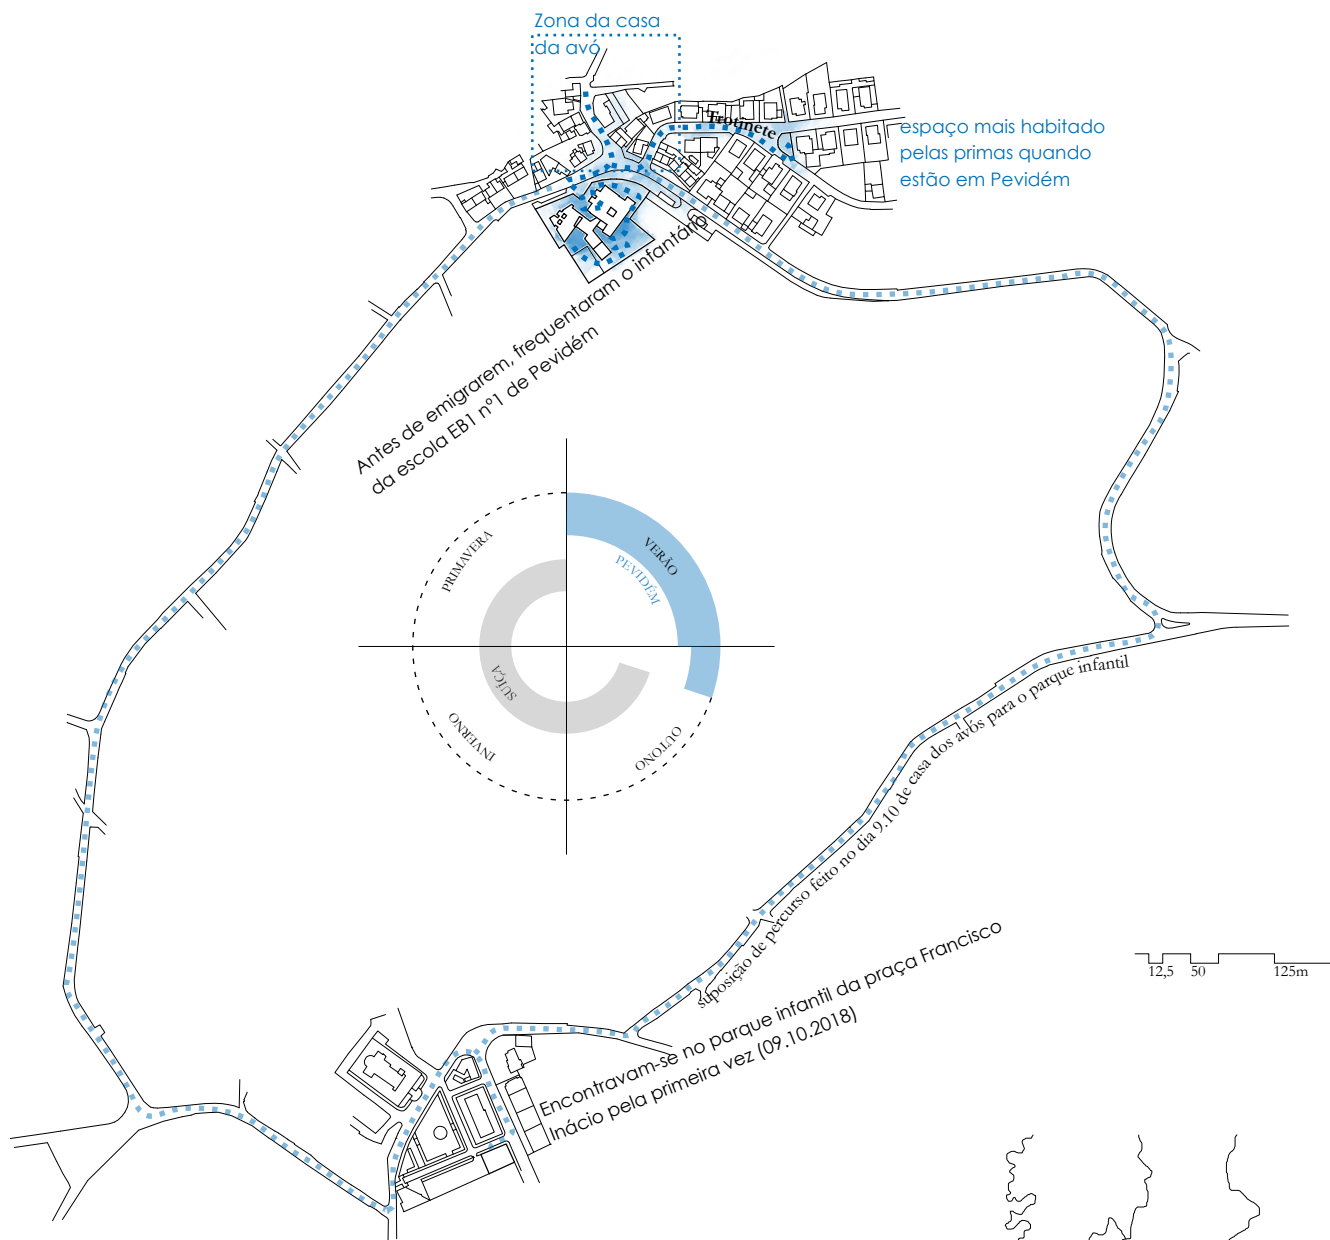 Zona da casa
da avó
Trotinete
espaço mais habitado
pelas primas quando
estão em Pevidém
Antes de emigrarem, frequentaram o infantário
da escola EB1 nº1 de Pevidém
PRIMAVERA
VERÃO
PEVIDÉM
SUÍÇA
INVERNO
OUTONO
suposição de percurso feito no dia 9.10 de casa dos avós para o parque infantil
12,5 50 125m
Encontravam-se no parque infantil da praça Francisco
Inácio pela primeira vez (09.10.2018)